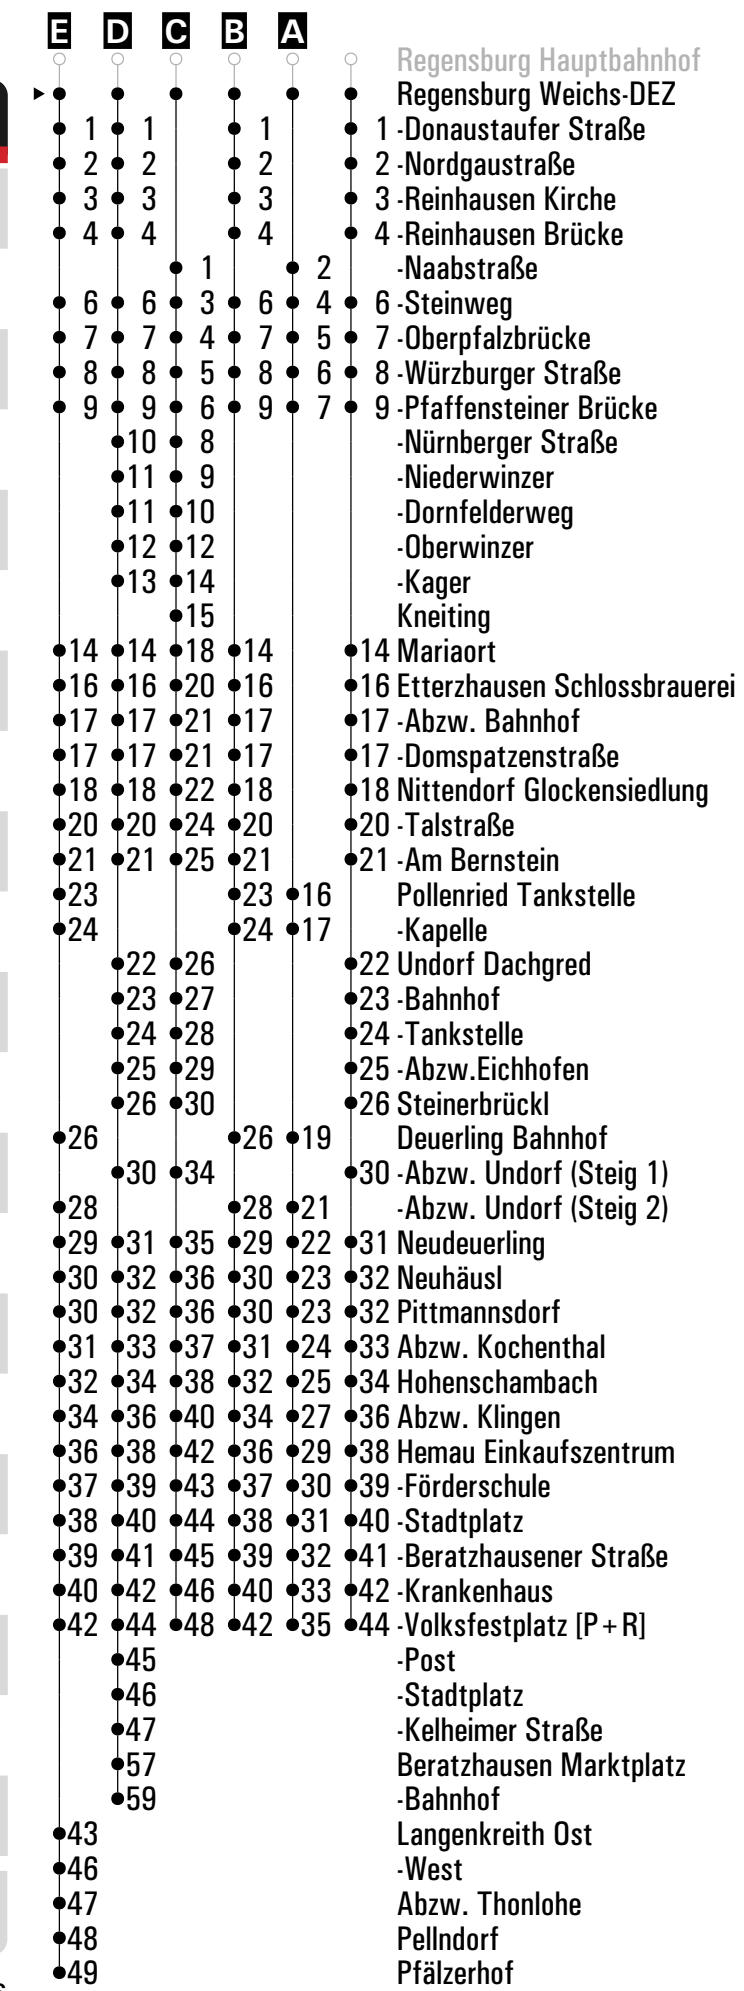 E D C B A
Regensburg Hauptbahnhof
Regensburg Weichs-DEZ
1 1 1 1 -Donaustaufer Straße
2 2 2 2 -Nordgaustraße
3 3 3 3 -Reinhausen Kirche
4 4 4 4 -Reinhausen Brücke
1 2 -Naabstraße
6 6 3 6 4 6 -Steinweg
7 7 4 7 5 7 -Oberpfalzbrücke
8 8 5 8 6 8 -Würzburger Straße
9 9 6 9 7 9 -Pfaffensteiner Brücke
10 8 -Nürnberger Straße
11 9 -Niederwinzer
11 10 -Dornfelderweg
12 12 -Oberwinzer
13 14 -Kager
15 Kneiting
14 14 18 14 14 Mariaort
16 16 20 16 16 Etterzhausen Schlossbrauerei
17 17 21 17 17 -Abzw. Bahnhof
17 17 21 17 17 -Domspatzenstraße
18 18 22 18 18 Nittendorf Glockensiedlung
20 20 24 20 20 -Talstraße
21 21 25 21 21 -Am Bernstein
23 23 16 Pollenried Tankstelle
24 24 17 -Kapelle
22 26 22 Undorf Dachgred
23 27 23 -Bahnhof
24 28 24 -Tankstelle
25 29 25 -Abzw.Eichhofen
26 30 26 Steinerbrückl
26 26 19 Deuerling Bahnhof
30 34 30 -Abzw. Undorf (Steig 1)
28 28 21 -Abzw. Undorf (Steig 2)
29 31 35 29 22 31 Neudeuerling
30 32 36 30 23 32 Neuhäusl
30 32 36 30 23 32 Pittmannsdorf
31 33 37 31 24 33 Abzw. Kochenthal
32 34 38 32 25 34 Hohenschambach
34 36 40 34 27 36 Abzw. Klingen
36 38 42 36 29 38 Hemau Einkaufszentrum
37 39 43 37 30 39 -Förderschule
38 40 44 38 31 40 -Stadtplatz
39 41 45 39 32 41 -Beratzhausener Straße
40 42 46 40 33 42 -Krankenhaus
42 44 48 42 35 44 -Volksfestplatz [P+R]
45 -Post
46 -Stadtplatz
47 -Kelheimer Straße
57 Beratzhausen Marktplatz
59 -Bahnhof
43 Langenkreith Ost
46 -West
47 Abzw. Thonlohe
48 Pellndorf
49 Pfälzerhof